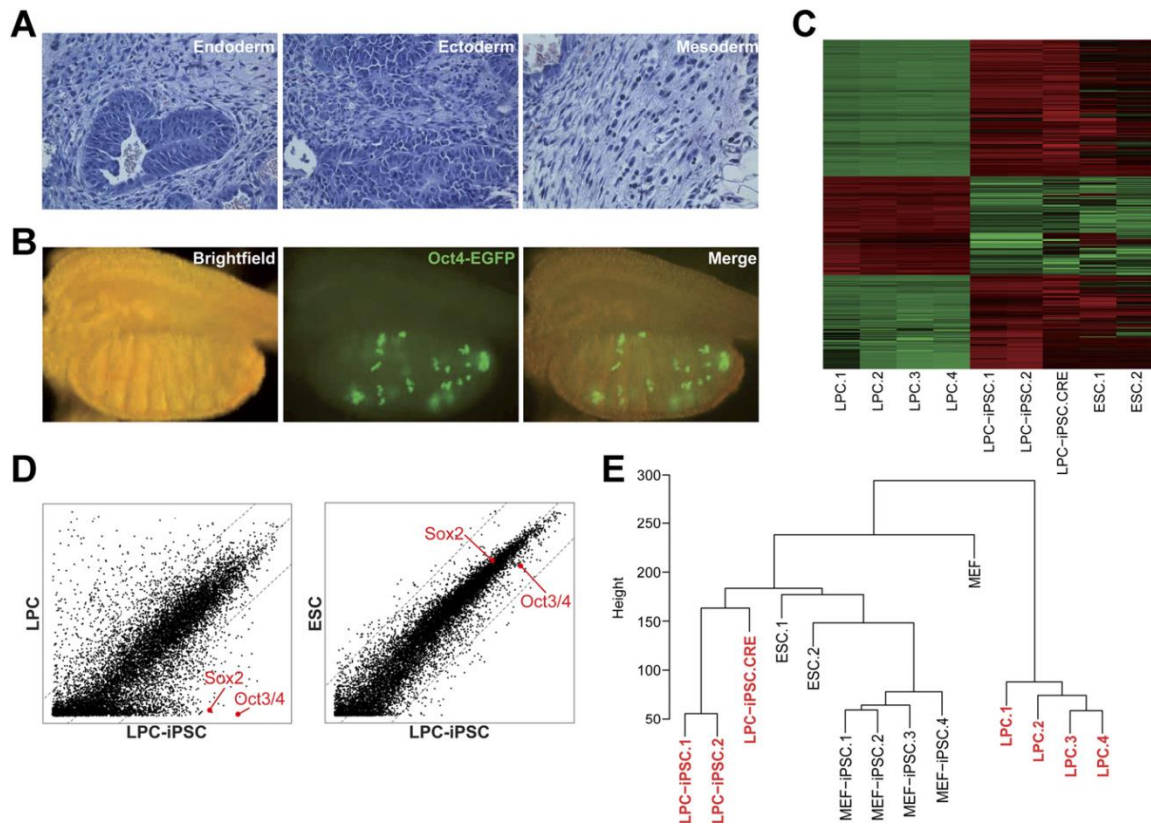 A
Endoderm
Ectoderm
Mesoderm
B
Brightfield
Oct4-EGFP
Merge
C
LPC.1
LPC.2
LPC.3
LPC.4
LPC-iPSC.1
LPC-iPSC.2
LPC-iPSC.CRE
ESC.1
ESC.2
D
LPC
Sox2
Oct3/4
LPC-iPSC
ESC
Sox2
Oct3/4
LPC-iPSC
E
Height
300
250
200
150
100
50
LPC-iPSC.1
LPC-iPSC.2
LPC-iPSC.CRE
ESC.1
ESC.2
MEF-iPSC.1
MEF-iPSC.2
MEF-iPSC.3
MEF-iPSC.4
MEF
LPC.1
LPC.2
LPC.3
LPC.4